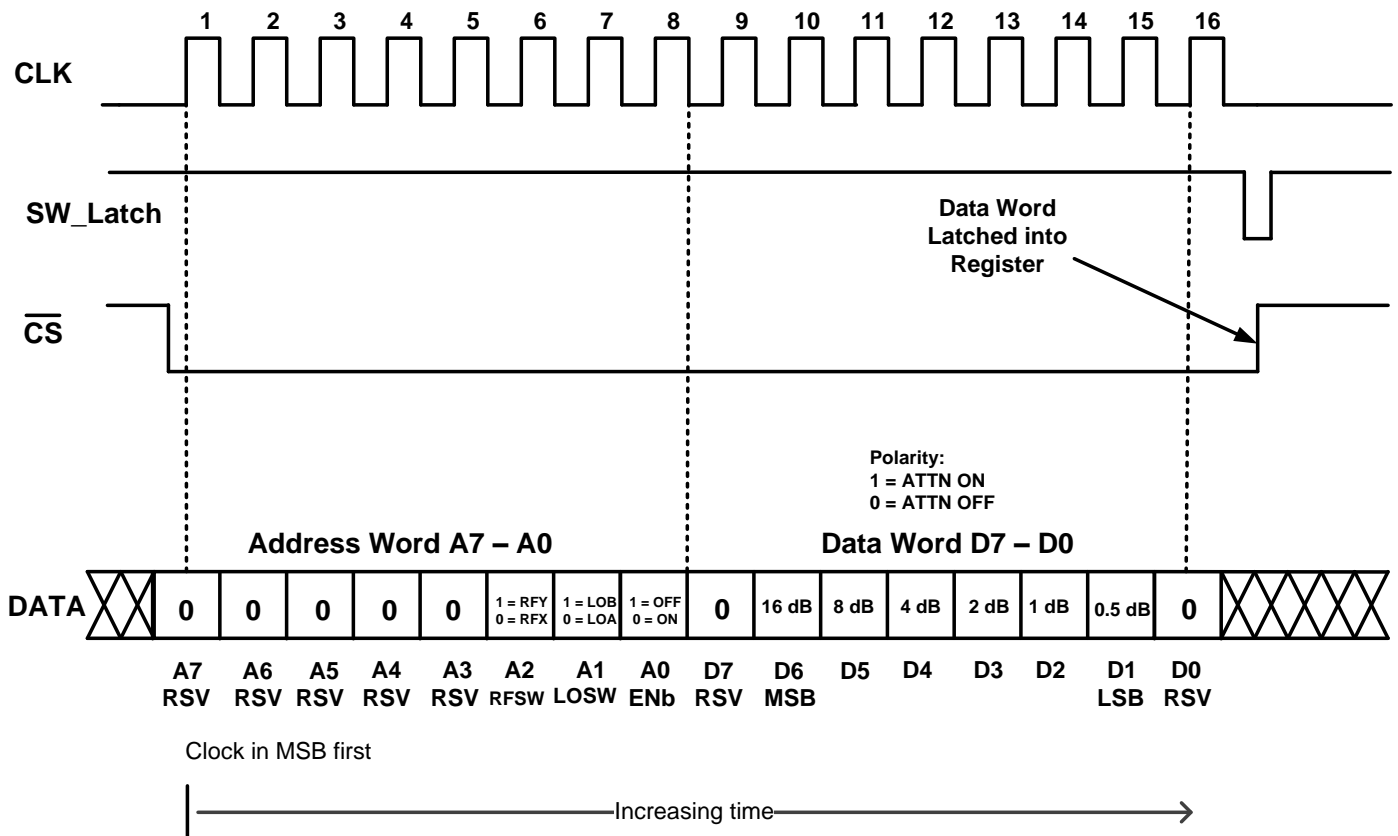 1 2 3 4 5 6 7 8 9 10 11 12 13 14 15 16
CLK
SW_Latch
Data Word
Latched into
Register
CS
Polarity:
1 = ATTN ON
0 = ATTN OFF
Address Word A7 – A0
Data Word D7 – D0
DATA
0 0 0 0 0 1 = RFY 1 = LOB 1 = OFF 0 16 dB 8 dB 4 dB 2 dB 1 dB 0.5 dB 0
0 = RFX 0 = LOA 0 = ON
A7 A6 A5 A4 A3 A2 A1 A0 D7 D6 D5 D4 D3 D2 D1 D0
RSV RSV RSV RSV RSV RFSW LOSW ENb RSV MSB LSB RSV
Clock in MSB first
Increasing time